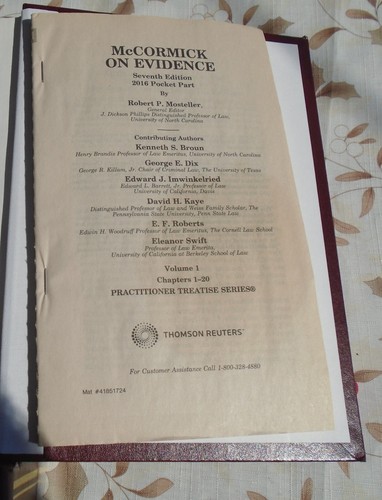 McCORMICK
ON EVIDENCE
Seventh Edition
2016 Pocket Part
By
Robert P. Mosteller,
General Editor
J. Dickson Phillips Distinguished Professor of Law,
University of North Carolina
Contributing Authors
Kenneth S. Broun
Henry Brandis Professor of Law Emeritus, University of North Carolina
George E. Dix
George R. Killam, Jr. Chair of Criminal Law, The University of Texas
Edward J. Imwinkelried
Edward L. Barrett, Jr. Professor of Law
University of California, Davis
David H. Kaye
Distinguished Professor of Law and Weiss Family Scholar, The
Pennsylvania State University, Penn State Law
E. F. Roberts
Edwin H. Woodruff Professor of Law Emeritus, The Cornell Law School
Eleanor Swift
Professor of Law Emerita,
University of California at Berkeley School of Law
Volume 1
Chapters 1–20
PRACTITIONER TREATISE SERIES®
THOMSON REUTERS™
For Customer Assistance Call 1-800-328-4880
Mat #41851724